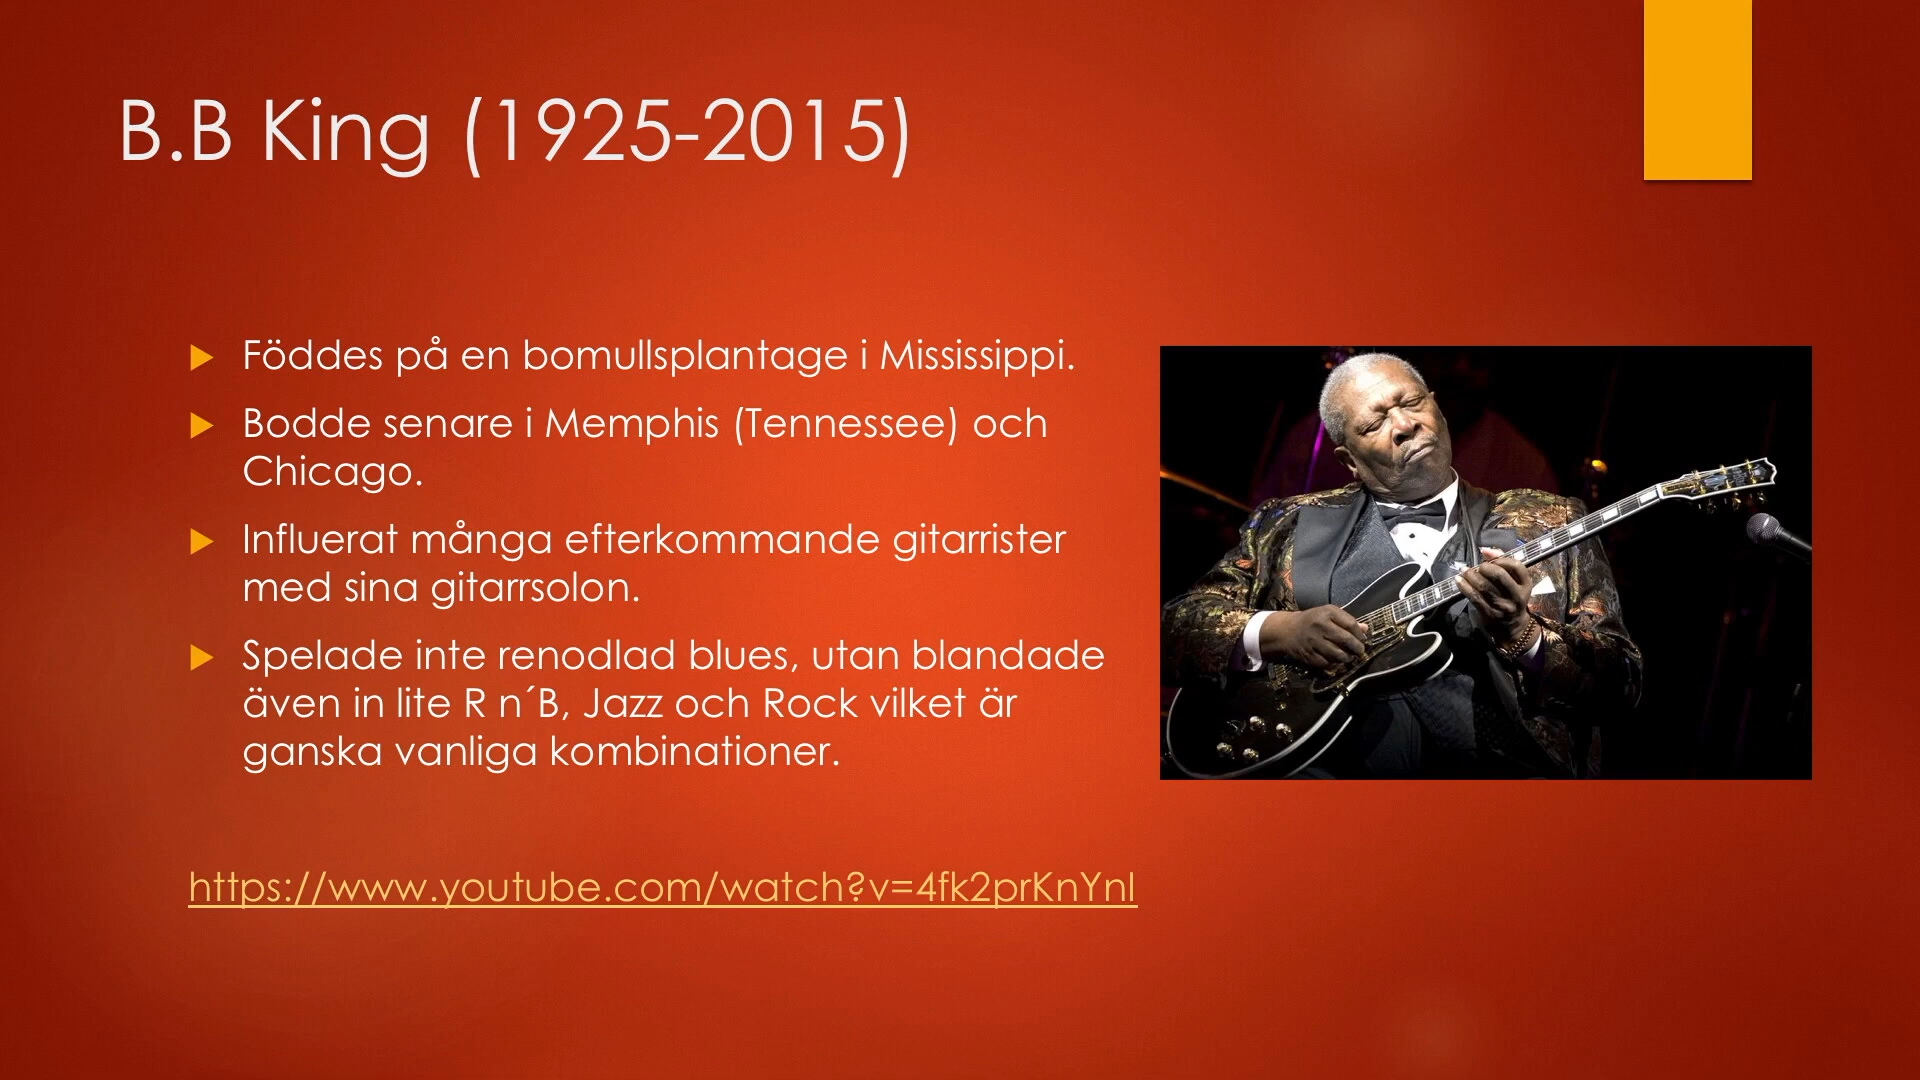 B.B King (1925-2015)
Föddes på en bomullsplantage i Mississippi.
Bodde senare i Memphis (Tennessee) och
Chicago.
Influerat många efterkommande gitarrister
med sina gitarrsolon.
Spelade inte renodlad blues, utan blandade
även in lite R n´B, Jazz och Rock vilket är
ganska vanliga kombinationer.
https://www.youtube.com/watch?v=4fk2prKnYnI